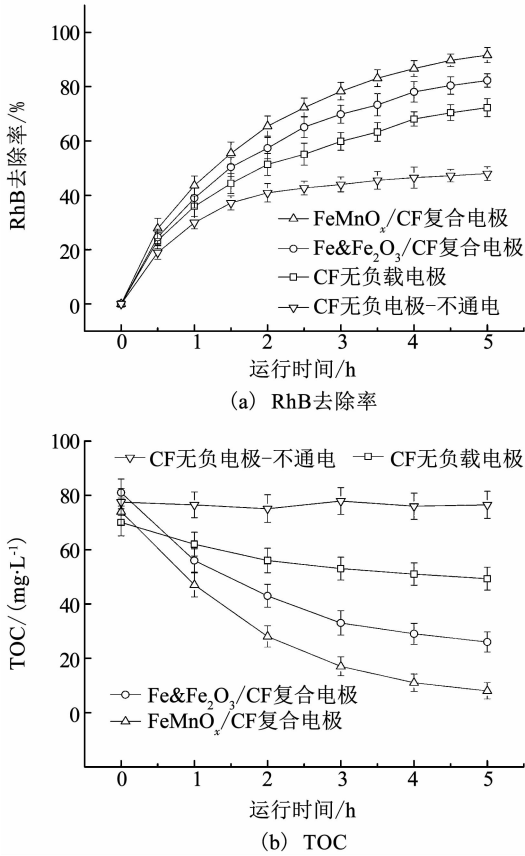 100
80
60
40
20
0
RhB去除率/%
FeMnOₓ/CF复合电极
Fe&Fe₂O₃/CF复合电极
CF无负载电极
CF无负电极-不通电
0 1 2 3 4 5
运行时间/h
(a) RhB去除率
100
80
60
40
20
0
TOC/(mg·L⁻¹)
CF无负电极-不通电 CF无负载电极
Fe&Fe₂O₃/CF复合电极
FeMnOₓ/CF复合电极
0 1 2 3 4 5
运行时间/h
(b) TOC